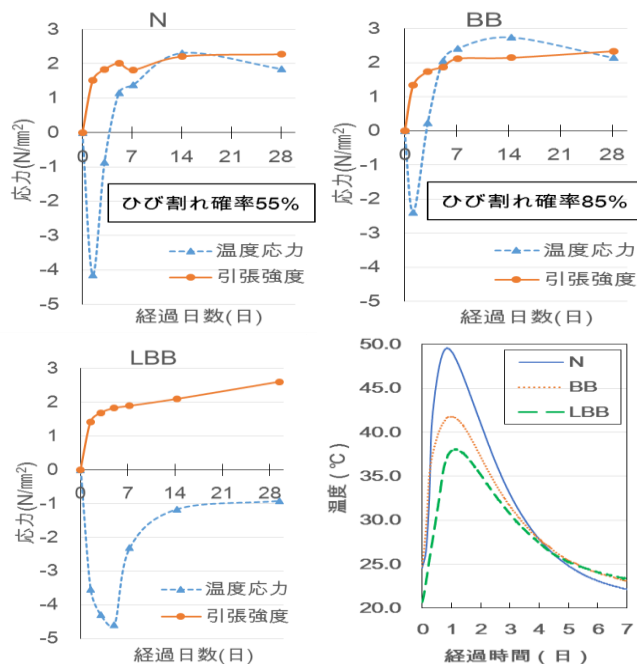 N
3
2
1
0
-1
-2
-3
-4
-5
0
7
14
21
28
応力(N/mm²)
ひび割れ確率55%
温度応力
引張強度
経過日数(日)
BB
3
2
1
0
-1
-2
-3
-4
-5
0
7
14
21
28
応力(N/mm²)
ひび割れ確率85%
温度応力
引張強度
経過日数(日)
LBB
3
2
1
0
-1
-2
-3
-4
-5
0
7
14
21
28
応力(N/mm²)
温度応力
引張強度
経過日数(日)
50.0
45.0
40.0
35.0
30.0
25.0
20.0
温度(℃)
N
BB
LBB
0
1
2
3
4
5
6
7
経過時間(日)